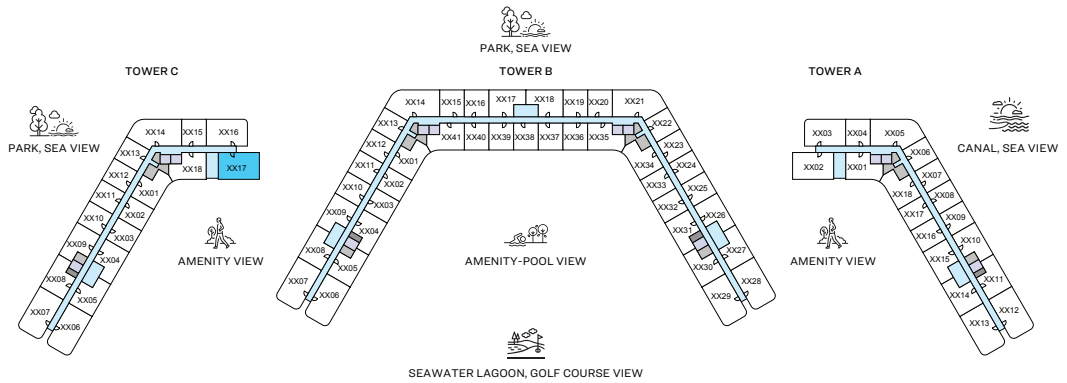 PARK, SEA VIEW
TOWER C
TOWER B
TOWER A
PARK, SEA VIEW
CANAL, SEA VIEW
XX14
XX15
XX16
XX13
XX17
XX18
XX12
XX01
XX11
XX02
XX10
XX03
XX09
XX04
XX08
XX05
XX07
XX06
AMENITY VIEW
XX14
XX15
XX16
XX17
XX18
XX19
XX20
XX21
XX13
XX41
XX40
XX39
XX38
XX37
XX36
XX35
XX22
XX12
XX01
XX34
XX23
XX11
XX02
XX33
XX24
XX10
XX03
XX32
XX25
XX09
XX04
XX31
XX26
XX08
XX05
XX30
XX27
XX07
XX06
XX29
XX28
AMENITY-POOL VIEW
XX03
XX04
XX05
XX02
XX01
XX06
XX18
XX07
XX17
XX08
XX16
XX09
XX15
XX10
XX14
XX11
XX13
XX12
AMENITY VIEW
SEAWATER LAGOON, GOLF COURSE VIEW